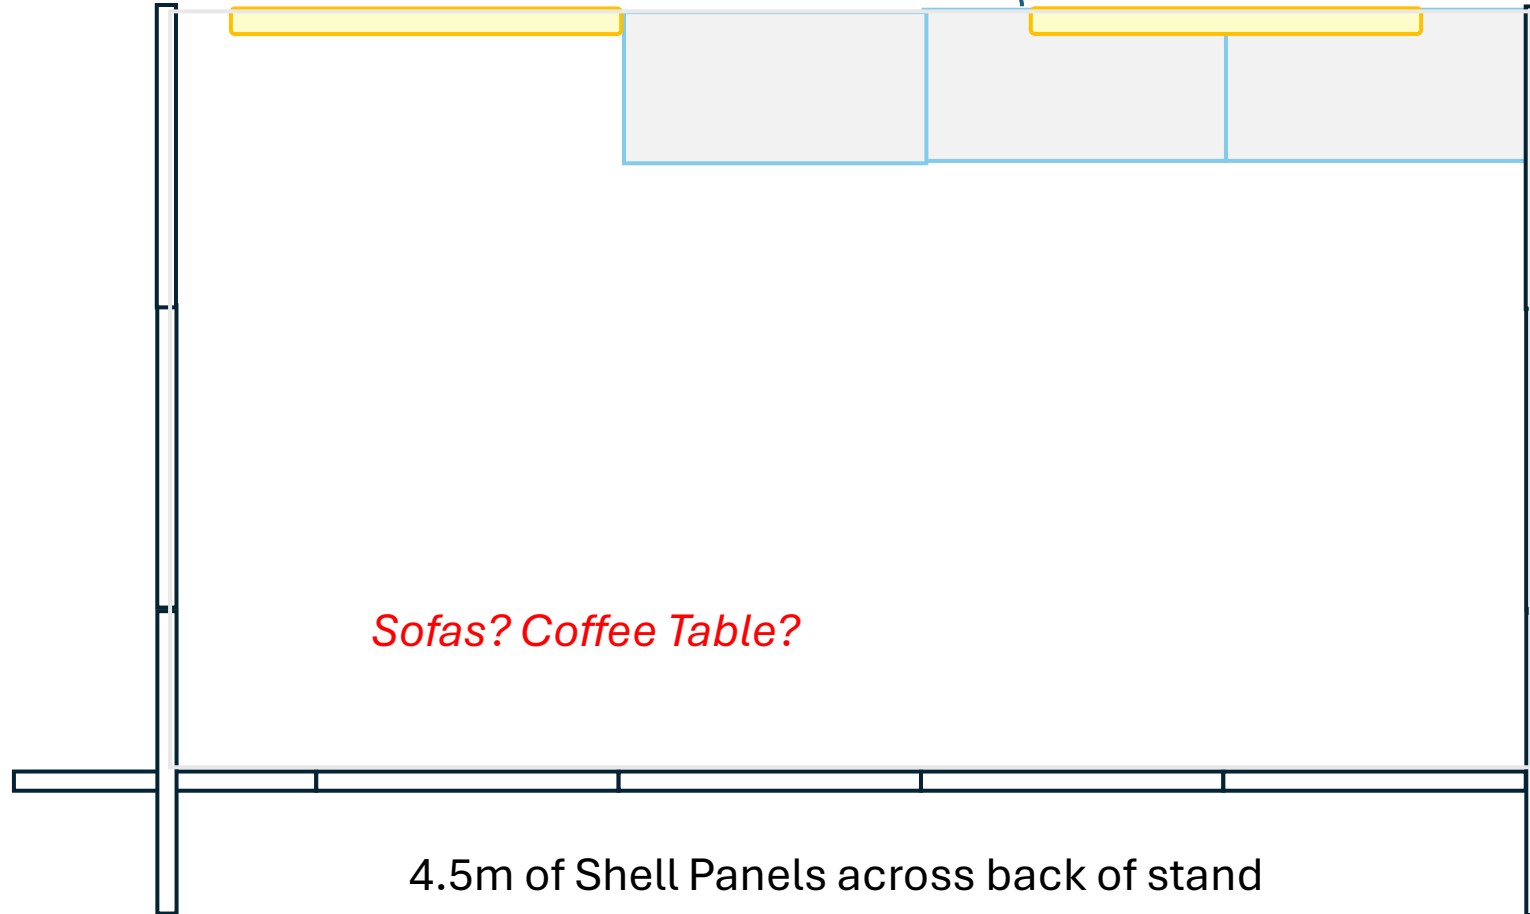 Sofas? Coffee Table?
4.5m of Shell Panels across back of stand